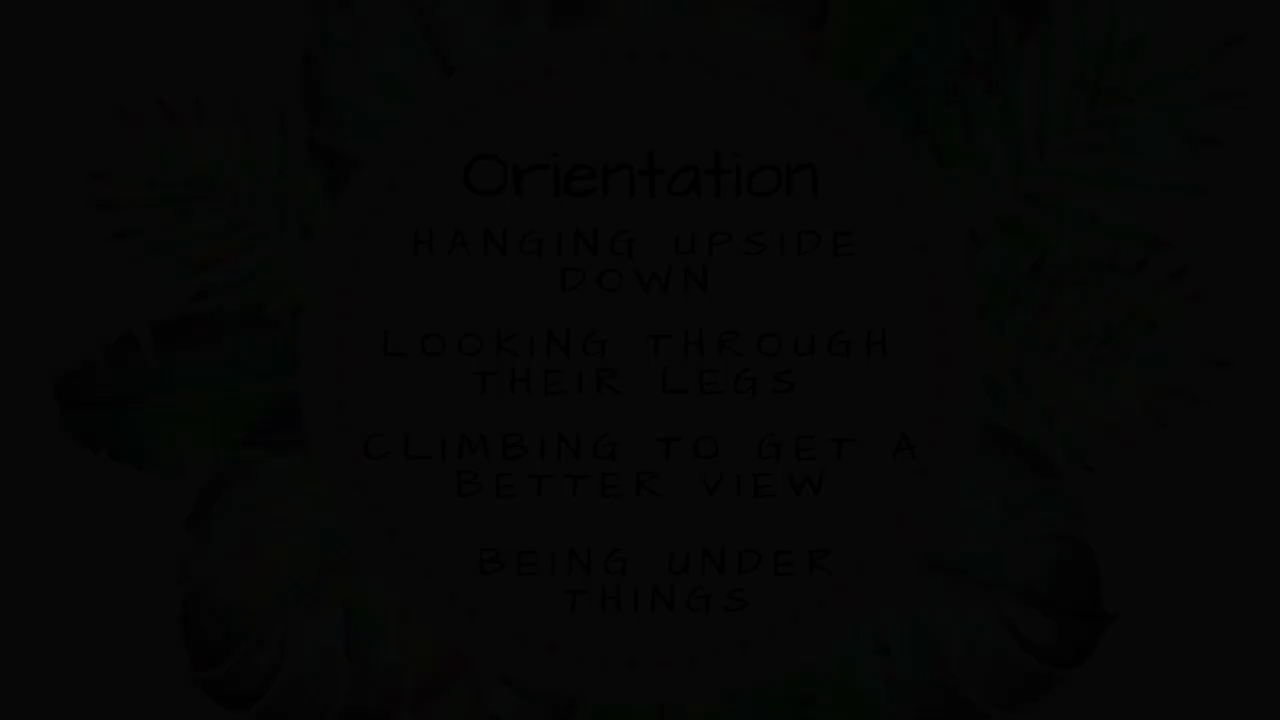 Orientation
HANGING UPSIDE
DOWN
LOOKING THROUGH
THEIR LEGS
CLIMBING TO GET A
BETTER VIEW
BEING UNDER
THINGS